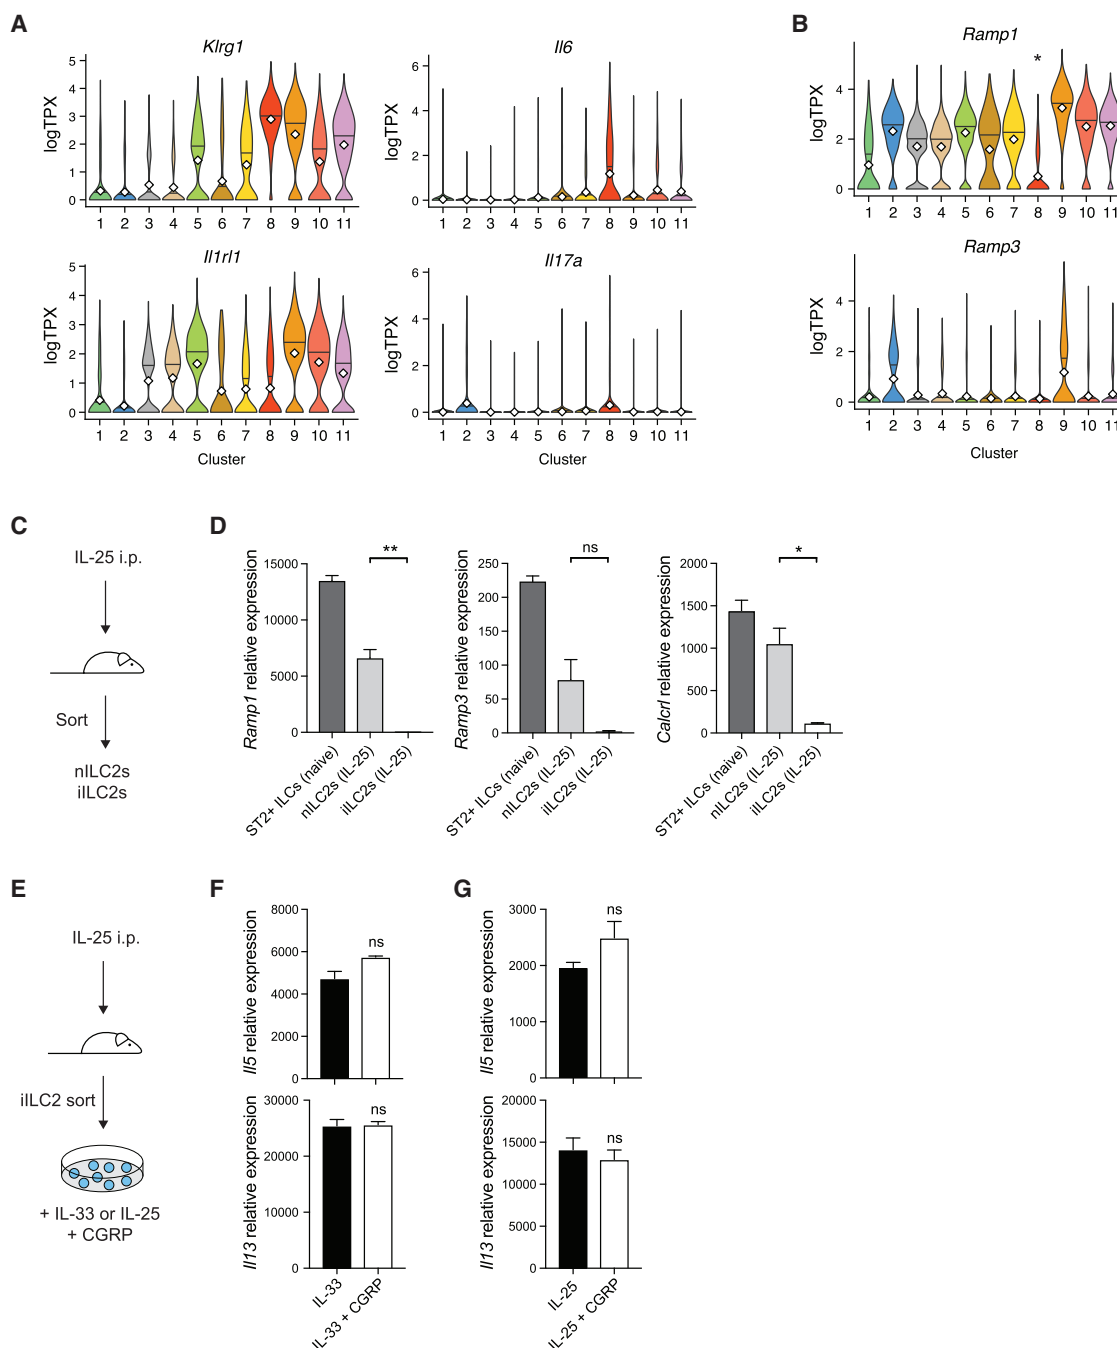 A
Klrg1
logTPX
5
4
3
2
1
0
1 2 3 4 5 6 7 8 9 10 11
Il6
logTPX
6
4
2
0
1 2 3 4 5 6 7 8 9 10 11
Il1rl1
logTPX
5
4
3
2
1
0
1 2 3 4 5 6 7 8 9 10 11
Cluster
Il17a
logTPX
6
4
2
0
1 2 3 4 5 6 7 8 9 10 11
Cluster
B
Ramp1
*
logTPX
4
2
0
1 2 3 4 5 6 7 8 9 10 11
Ramp3
logTPX
4
2
0
1 2 3 4 5 6 7 8 9 10 11
Cluster
C
IL-25 i.p.
Sort
nILC2s
iILC2s
D
Ramp1 relative expression
15000
10000
5000
0
**
ST2+ ILCs (naive)
nILC2s (IL-25)
iILC2s (IL-25)
Ramp3 relative expression
250
200
150
100
50
0
ns
ST2+ ILCs (naive)
nILC2s (IL-25)
iILC2s (IL-25)
Calcrl relative expression
2000
1500
1000
500
0
*
ST2+ ILCs (naive)
nILC2s (IL-25)
iILC2s (IL-25)
E
IL-25 i.p.
iILC2 sort
+ IL-33 or IL-25
+ CGRP
F
Il5 relative expression
8000
6000
4000
2000
0
ns
Il13 relative expression
30000
20000
10000
0
ns
IL-33
IL-33 + CGRP
G
Il5 relative expression
3000
2000
1000
0
ns
Il13 relative expression
20000
15000
10000
5000
0
ns
IL-25
IL-25 + CGRP